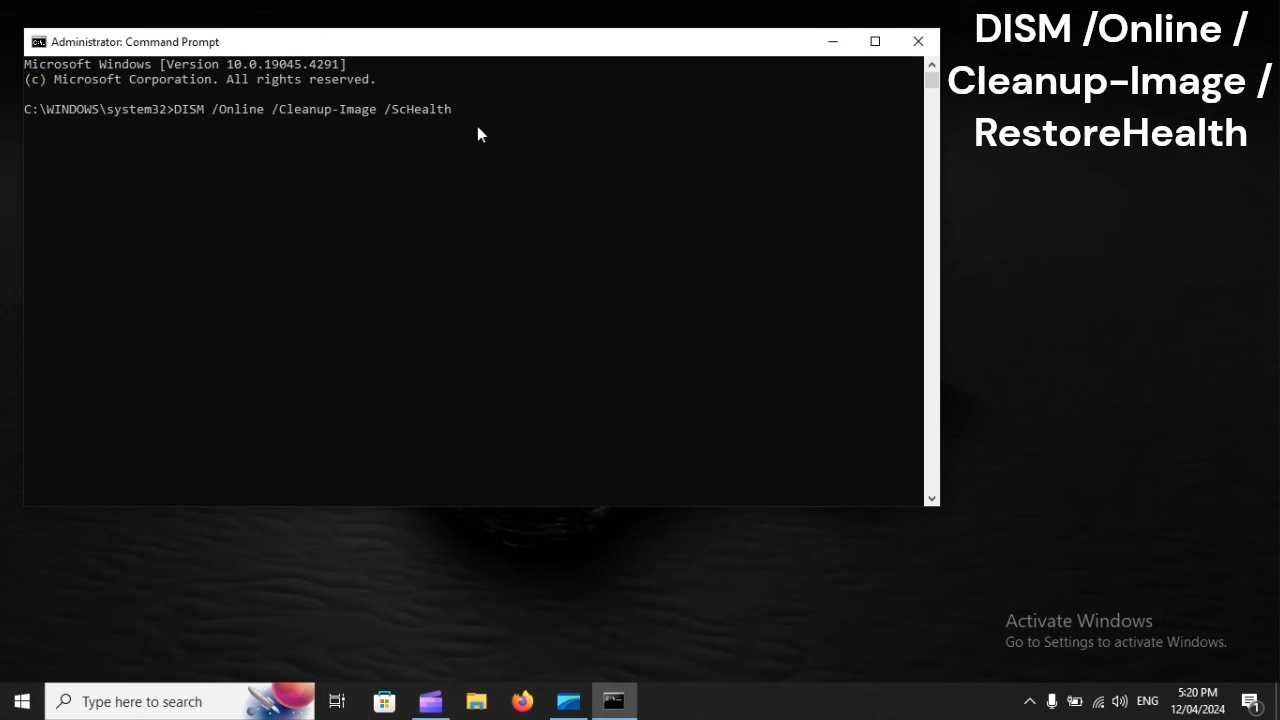 Administrator: Command Prompt
Microsoft Windows [Version 10.0.19045.4291]
(c) Microsoft Corporation. All rights reserved.
C:\WINDOWS\system32>DISM /Online /Cleanup-Image /ScHealth
DISM /Online /
Cleanup-Image /
RestoreHealth
Activate Windows
Go to Settings to activate Windows.
Type here to search
ENG
5:20 PM
12/04/2024
1